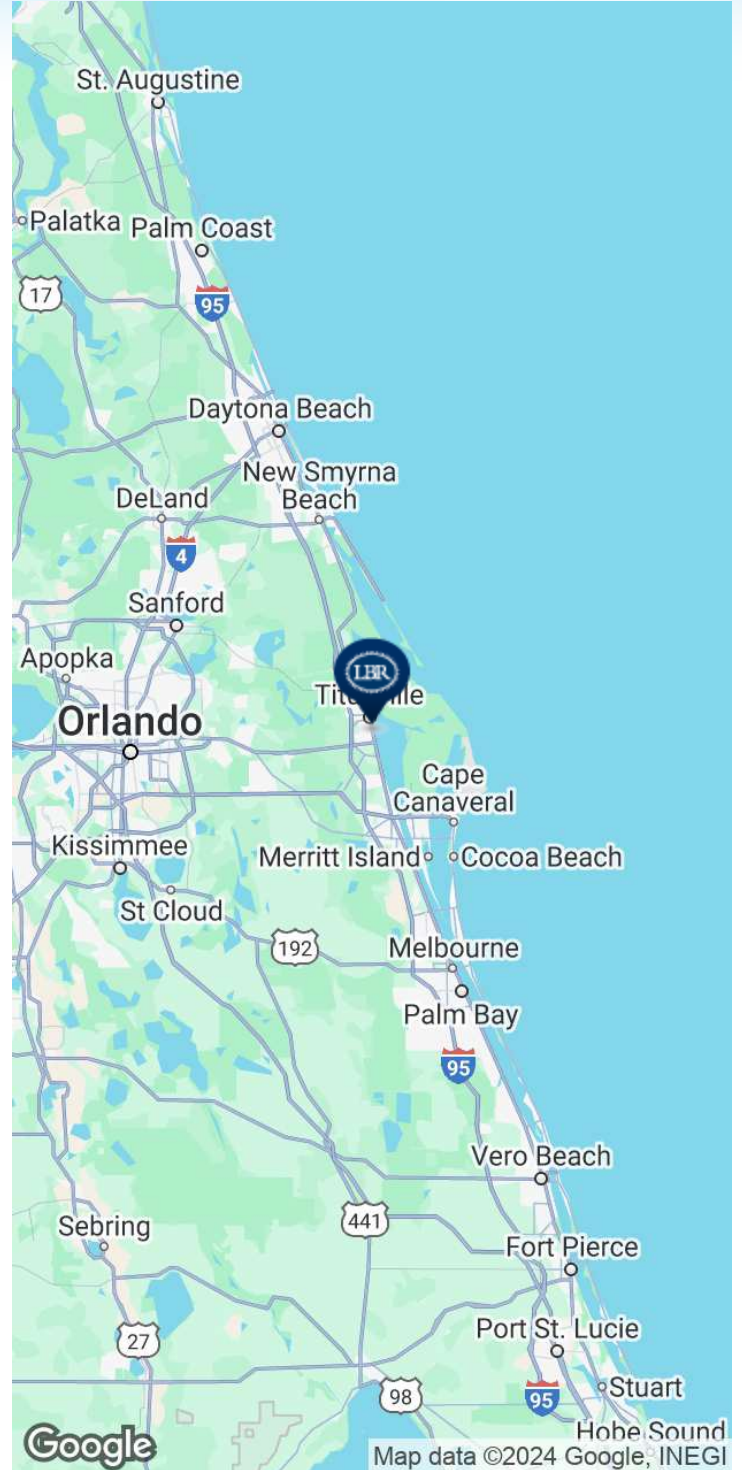 St. Augustine
Palatka
Palm Coast
17
95
Daytona Beach
New Smyrna
Beach
DeLand
4
Sanford
Apopka
LBR
Orlando
Cape
Canaveral
Kissimmee
Merritt Island
Cocoa Beach
St Cloud
192
Melbourne
Palm Bay
95
Vero Beach
441
Sebring
Fort Pierce
27
Port St. Lucie
98
95
Stuart
Hobe Sound
Google
Map data ©2024 Google, INEGI